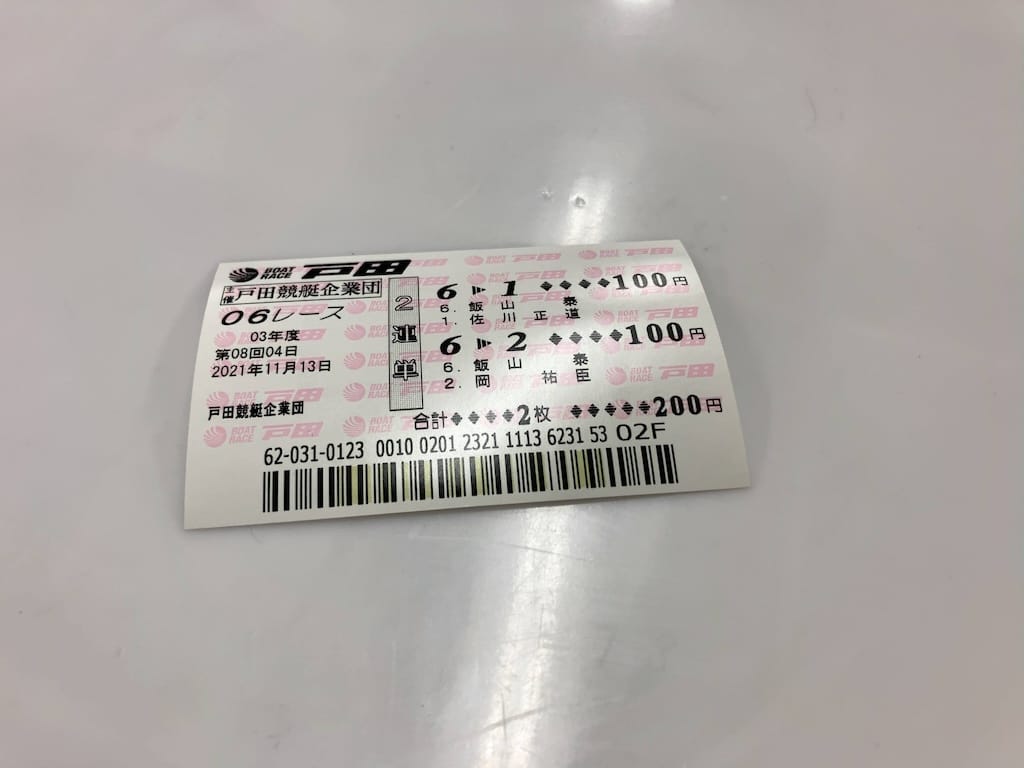 BOAT RACE 戸田
主催 戸田競艇企業団
06レース
03年度
第08回04日
2021年11月13日
戸田競艇企業団
2連単
6 1 100円
6. 飯山 泰
1. 佐川 正道
6 2 100円
6. 飯山 泰
2. 岡 祐臣
合計 2枚 200円
62-031-0123 0010 0201 2321 1113 6231 53 02F